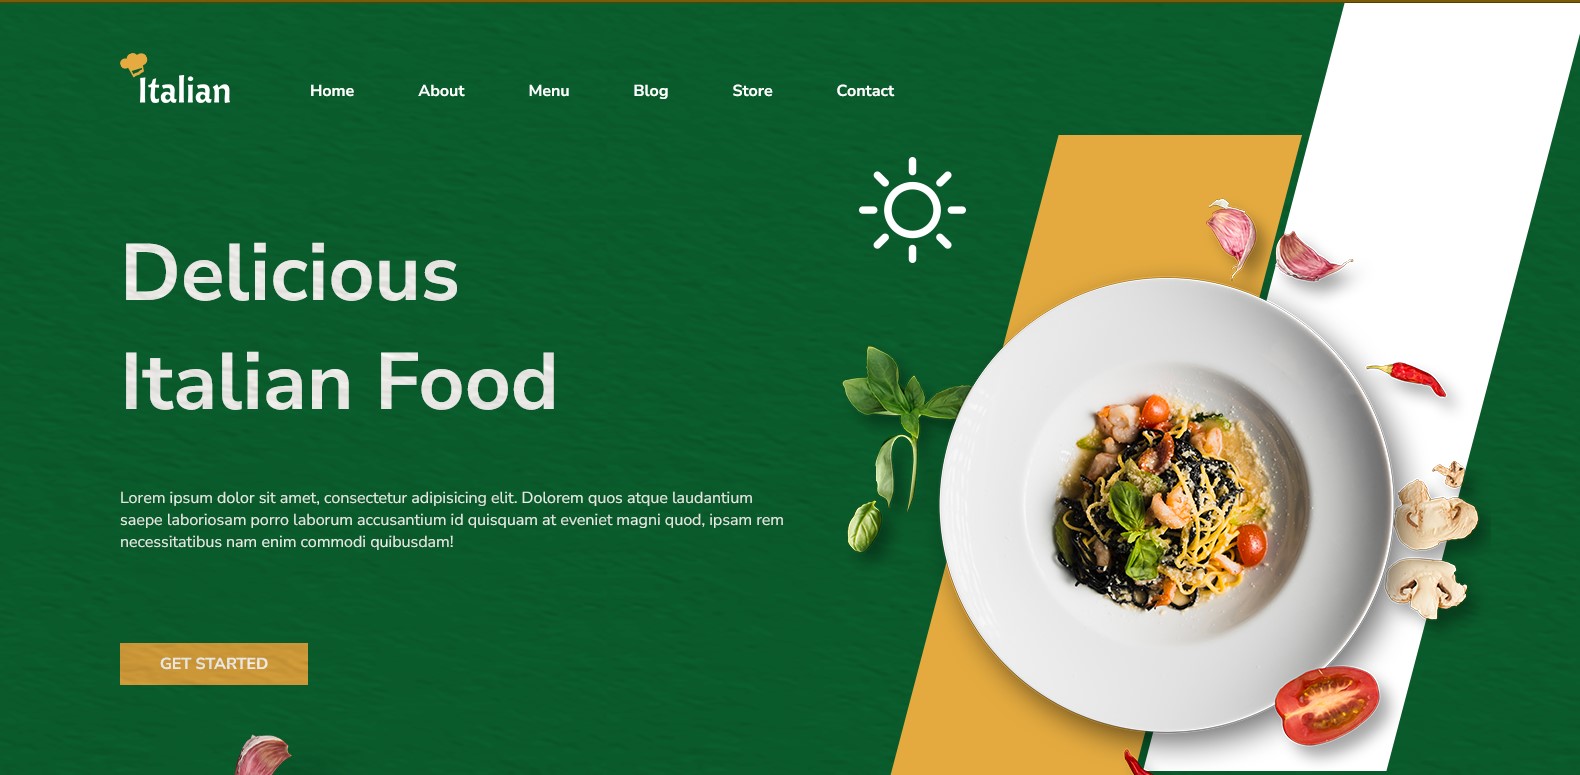 Italian
Home About Menu Blog Store Contact
Delicious
Italian Food
Lorem ipsum dolor sit amet, consectetur adipisicing elit. Dolorem quos atque laudantium
saepe laboriosam porro laborum accusantium id quisquam at eveniet magni quod, ipsam rem
necessitatibus nam enim commodi quibusdam!
GET STARTED